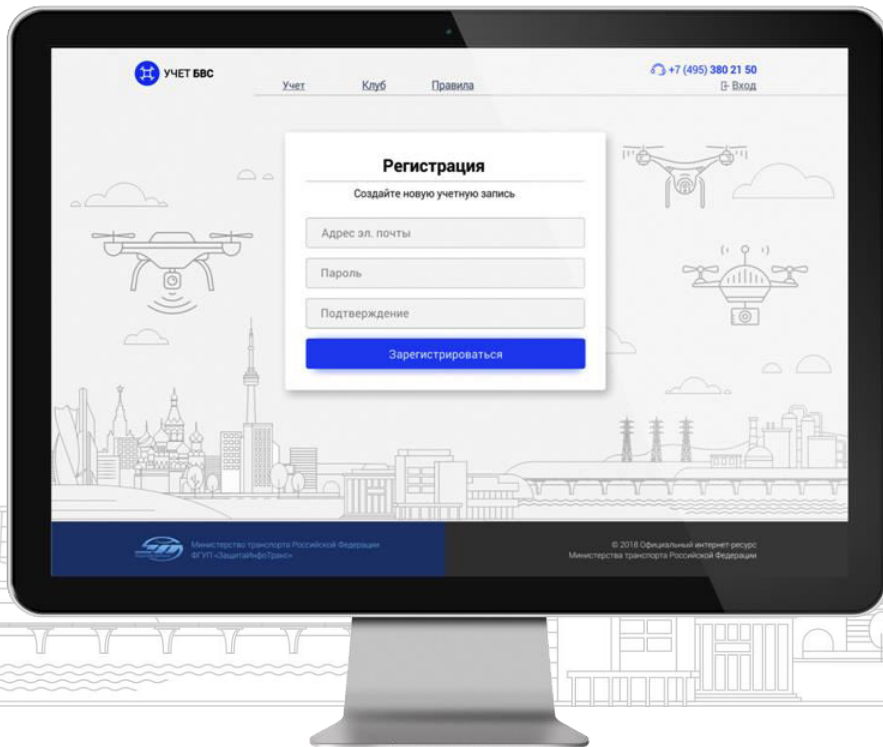 УЧЕТ БВС
Учет
Клуб
Правила
+7 (495) 380 21 50
Вход
Регистрация
Создайте новую учетную запись
Адрес эл. почты
Пароль
Подтверждение
Зарегистрироваться
Министерство транспорта Российской Федерации
ФГУП «ЗащитаИнфоТранс»
© 2018 Официальный интернет-ресурс
Министерства транспорта Российской Федерации